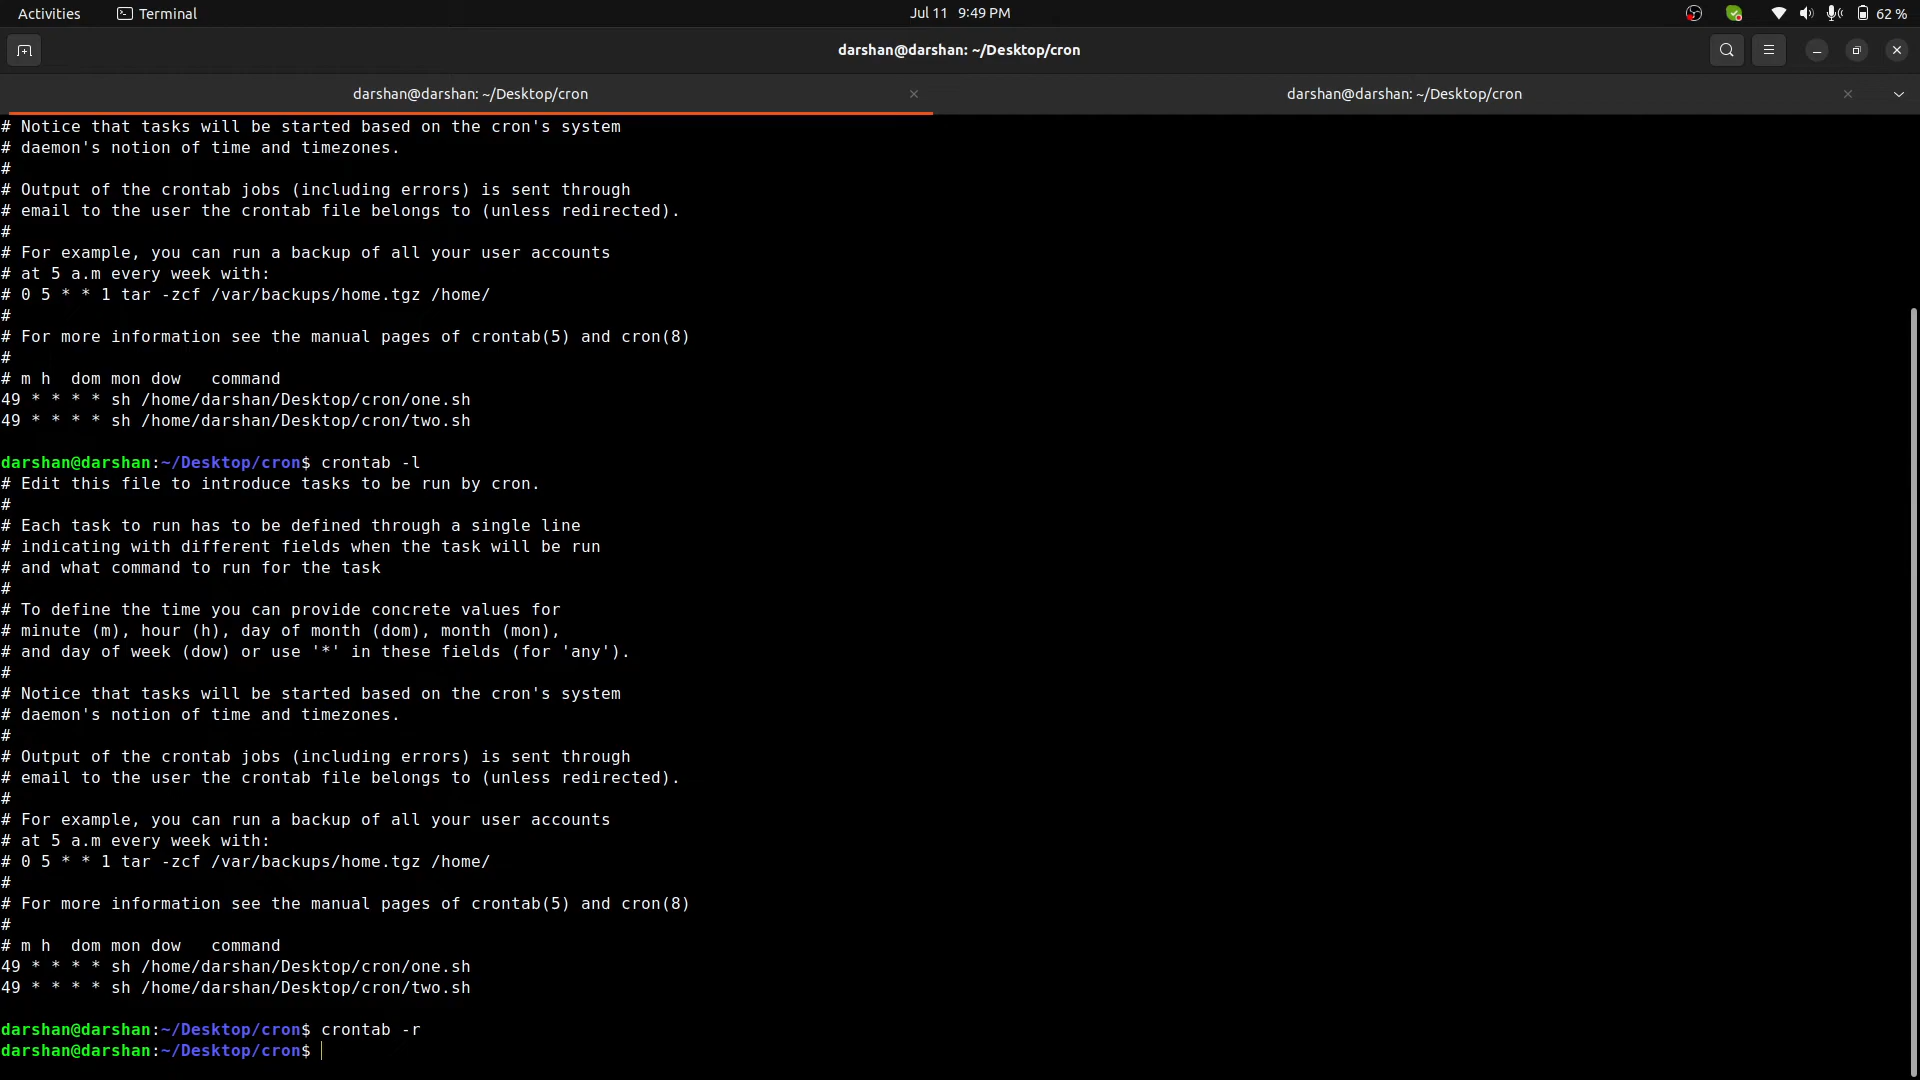 Activities Terminal Jul 11 9:49 PM 62 %
darshan@darshan: ~/Desktop/cron
darshan@darshan: ~/Desktop/cron darshan@darshan: ~/Desktop/cron
# Notice that tasks will be started based on the cron's system
# daemon's notion of time and timezones.
#
# Output of the crontab jobs (including errors) is sent through
# email to the user the crontab file belongs to (unless redirected).
#
# For example, you can run a backup of all your user accounts
# at 5 a.m every week with:
# 0 5 * * 1 tar -zcf /var/backups/home.tgz /home/
#
# For more information see the manual pages of crontab(5) and cron(8)
#
# m h  dom mon dow   command
49 * * * * sh /home/darshan/Desktop/cron/one.sh
49 * * * * sh /home/darshan/Desktop/cron/two.sh
darshan@darshan:~/Desktop/cron$ crontab -l
# Edit this file to introduce tasks to be run by cron.
#
# Each task to run has to be defined through a single line
# indicating with different fields when the task will be run
# and what command to run for the task
#
# To define the time you can provide concrete values for
# minute (m), hour (h), day of month (dom), month (mon),
# and day of week (dow) or use '*' in these fields (for 'any').
#
# Notice that tasks will be started based on the cron's system
# daemon's notion of time and timezones.
#
# Output of the crontab jobs (including errors) is sent through
# email to the user the crontab file belongs to (unless redirected).
#
# For example, you can run a backup of all your user accounts
# at 5 a.m every week with:
# 0 5 * * 1 tar -zcf /var/backups/home.tgz /home/
#
# For more information see the manual pages of crontab(5) and cron(8)
#
# m h  dom mon dow   command
49 * * * * sh /home/darshan/Desktop/cron/one.sh
49 * * * * sh /home/darshan/Desktop/cron/two.sh
darshan@darshan:~/Desktop/cron$ crontab -r
darshan@darshan:~/Desktop/cron$